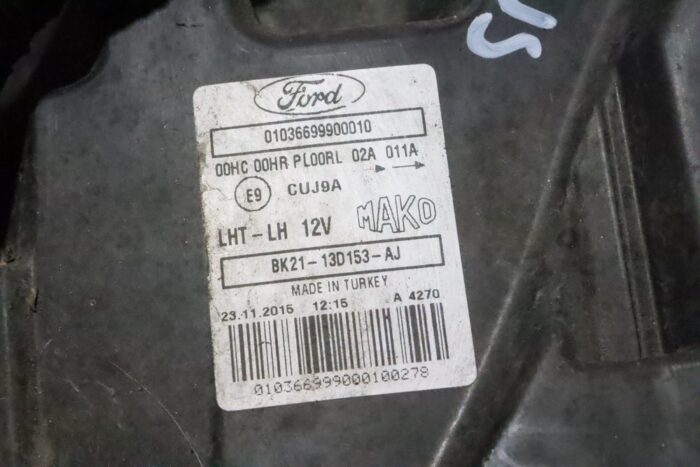 Ford
01036699900010
00HC 00HR PL00RL 02A 011A
E9 CUJ9A
LHT-LH 12V MAKO
BK21-13D153-AJ
MADE IN TURKEY
23.11.2015 12:15 A 4270
010366999000100278